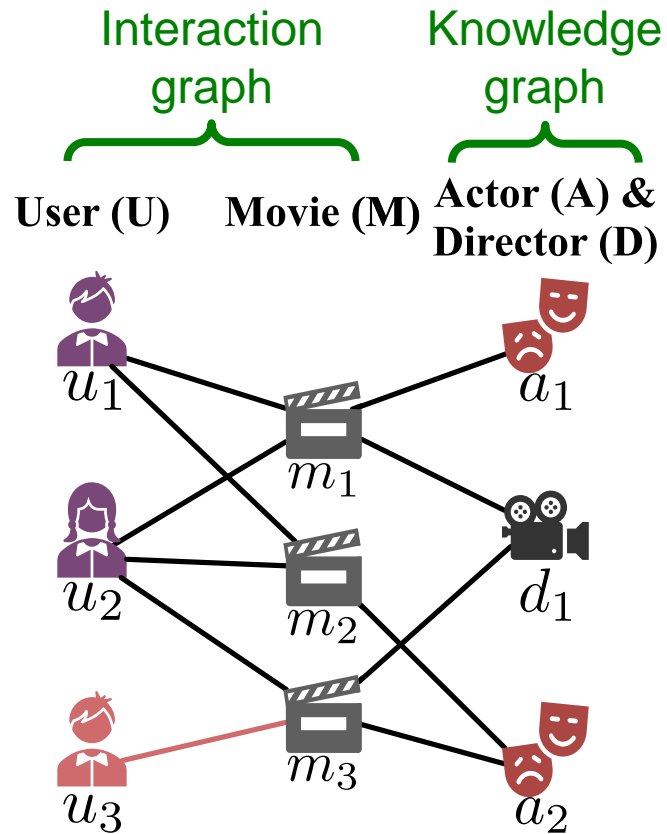 Interaction
graph
Knowledge
graph
User (U)
Movie (M)
Actor (A) &
Director (D)
u₁
m₁
a₁
u₂
m₂
d₁
u₃
m₃
a₂